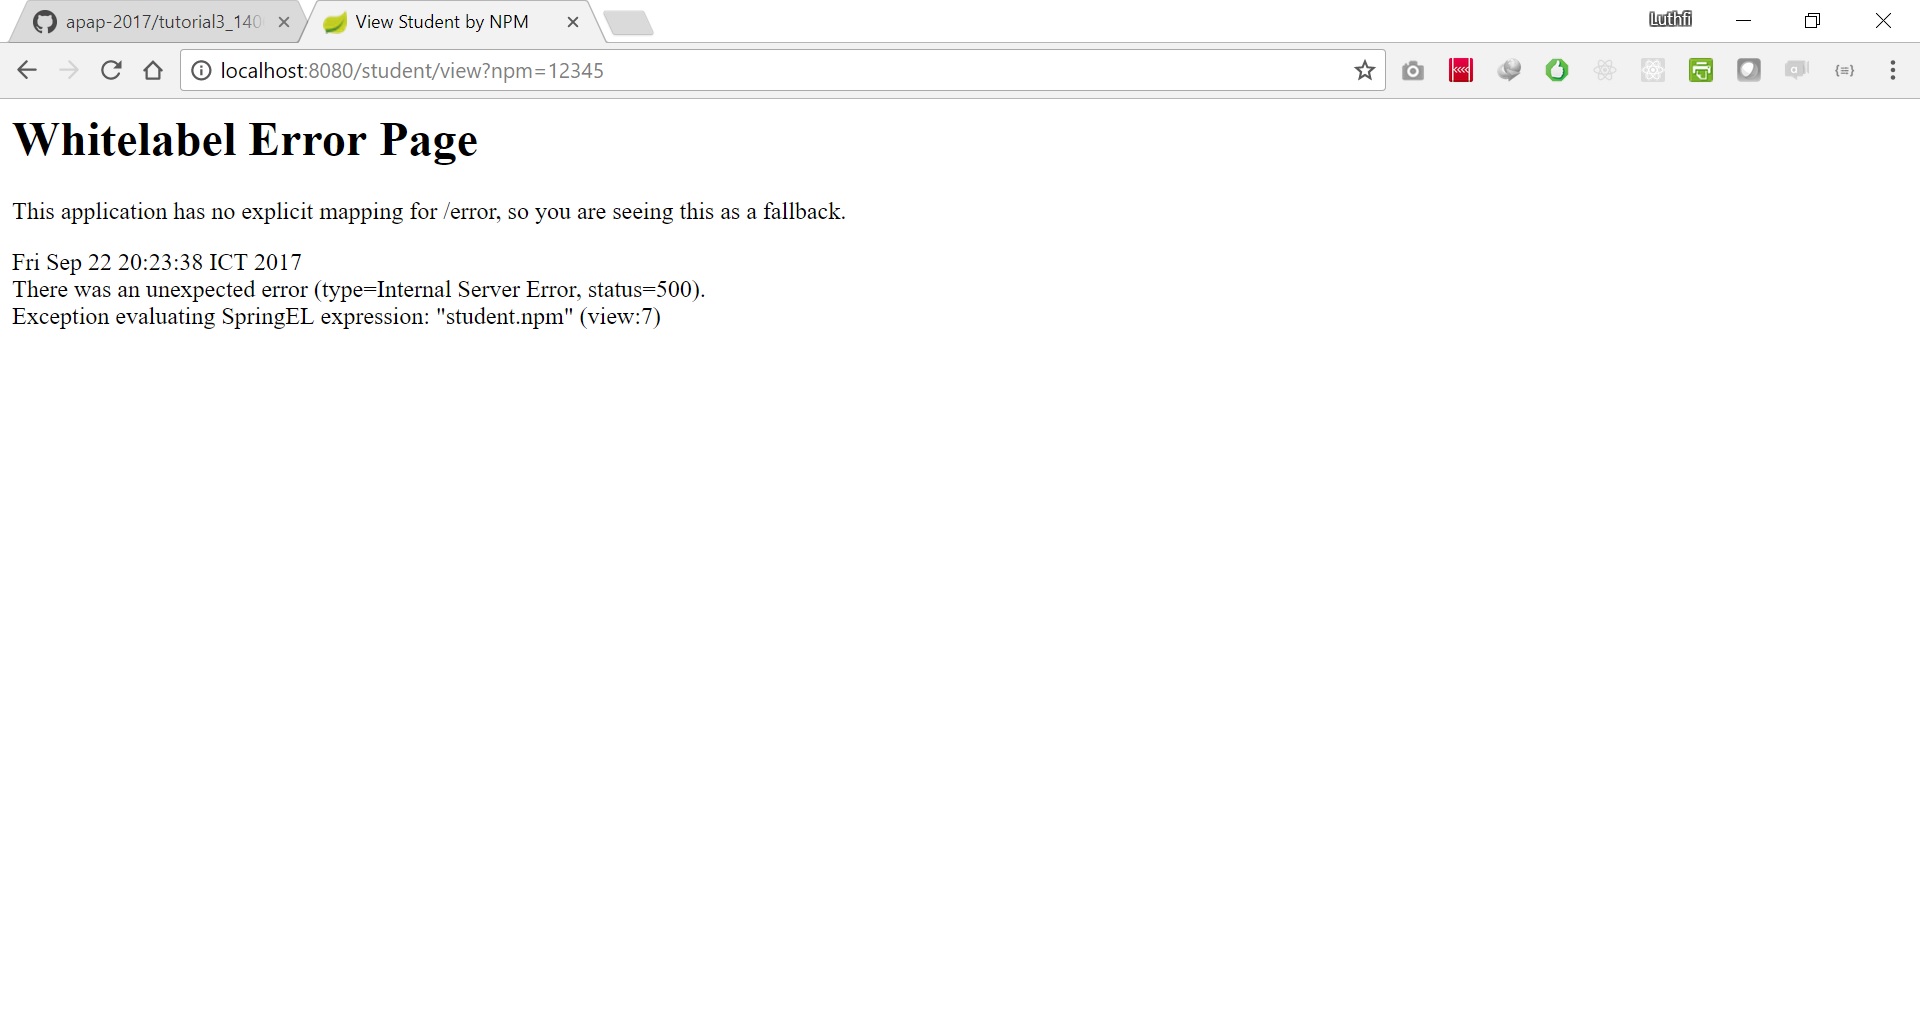 apap-2017/tutorial3_140
View Student by NPM
Luthfi
localhost:8080/student/view?npm=12345
Whitelabel Error Page
This application has no explicit mapping for /error, so you are seeing this as a fallback.
Fri Sep 22 20:23:38 ICT 2017
There was an unexpected error (type=Internal Server Error, status=500).
Exception evaluating SpringEL expression: "student.npm" (view:7)